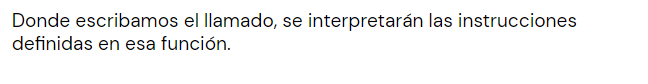 Donde escribamos el llamado, se interpretarán las instrucciones
definidas en esa función.